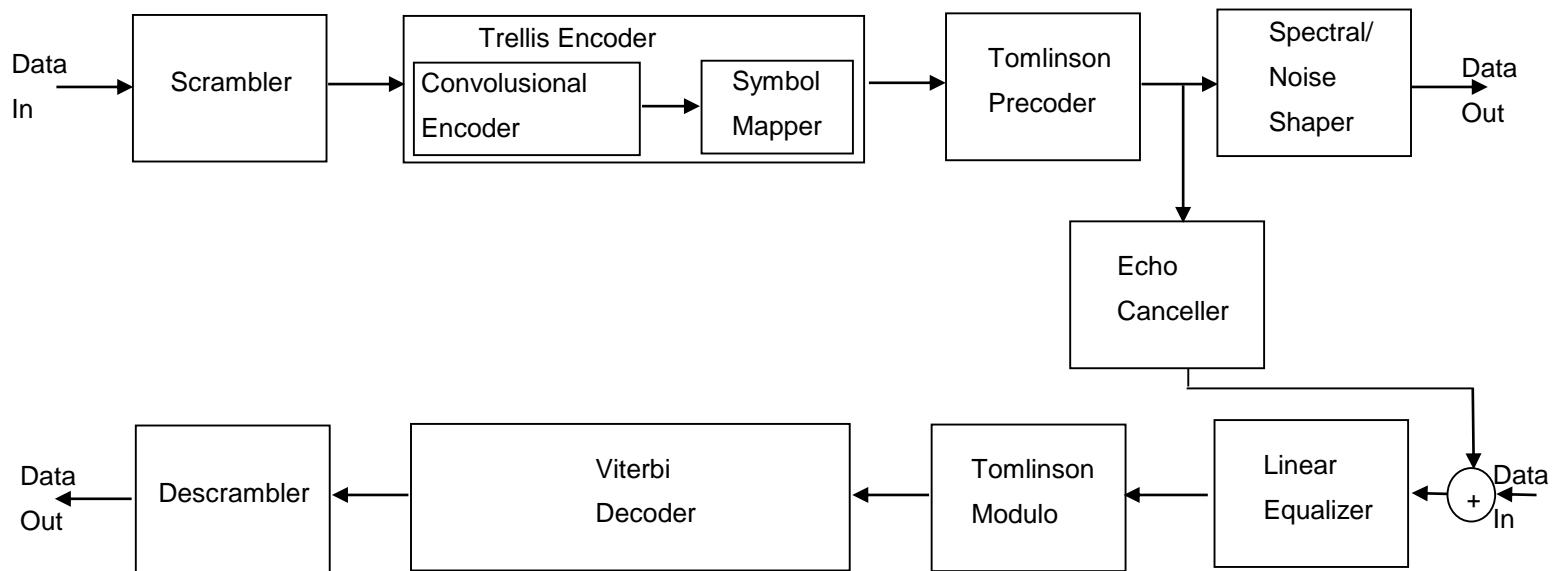 Data
In
Scrambler
Trellis Encoder
Convolusional
Encoder
Symbol
Mapper
Tomlinson
Precoder
Spectral/
Noise
Shaper
Data
Out
Echo
Canceller
Data
Out
Descrambler
Viterbi
Decoder
Tomlinson
Modulo
Linear
Equalizer
+
Data
In